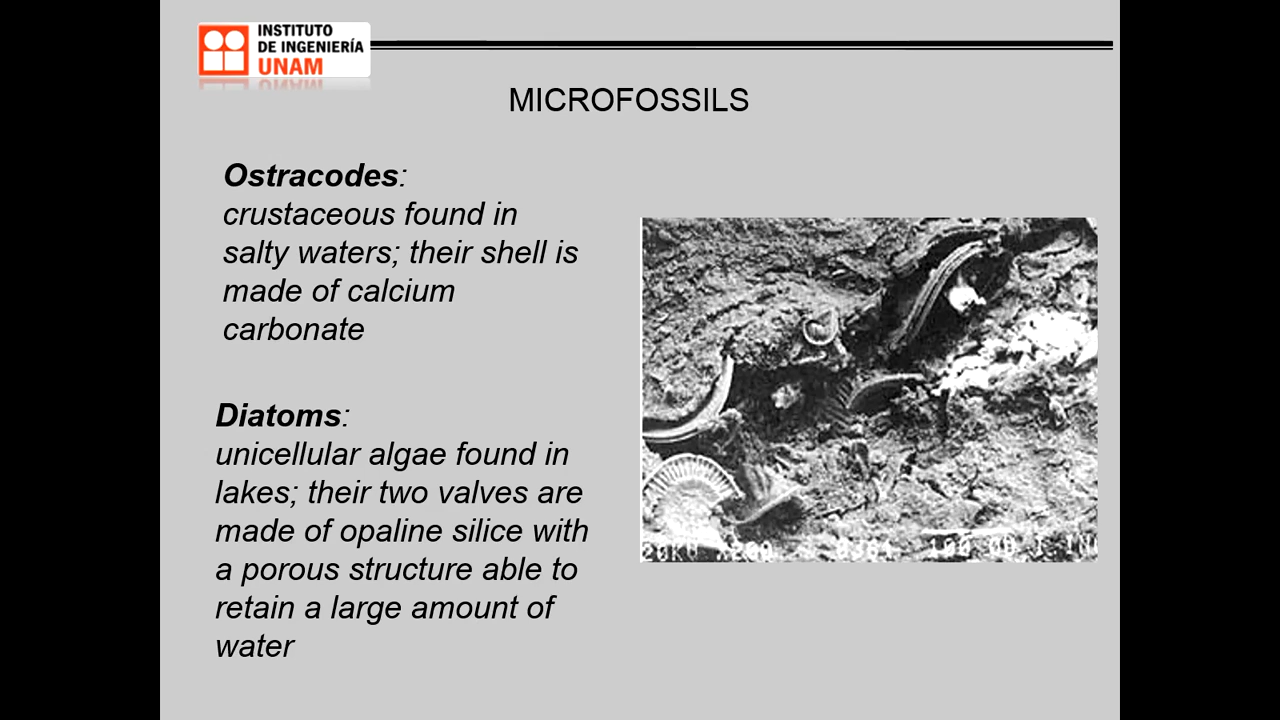 INSTITUTO
DE INGENIERÍA
UNAM
MICROFOSSILS
Ostracodes:
crustaceous found in
salty waters; their shell is
made of calcium
carbonate
Diatoms:
unicellular algae found in
lakes; their two valves are
made of opaline silice with
a porous structure able to
retain a large amount of
water
20KU X200